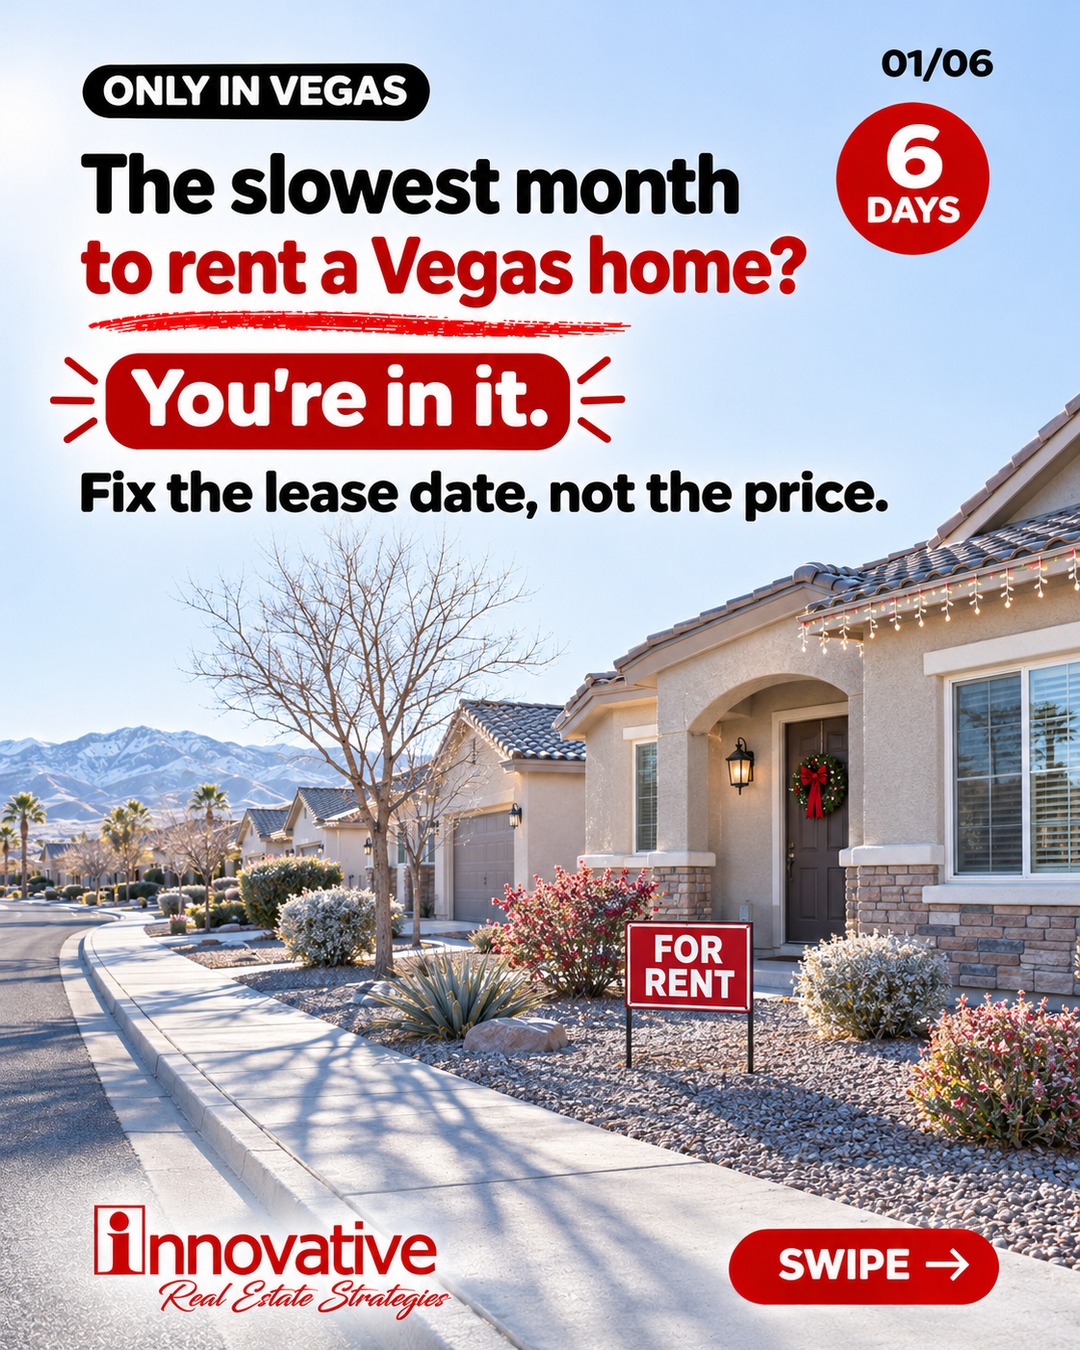 ONLY IN VEGAS
01/06
6
DAYS
The slowest month
to rent a Vegas home?
You're in it.
Fix the lease date, not the price.
FOR
RENT
innovative
Real Estate Strategies
SWIPE →